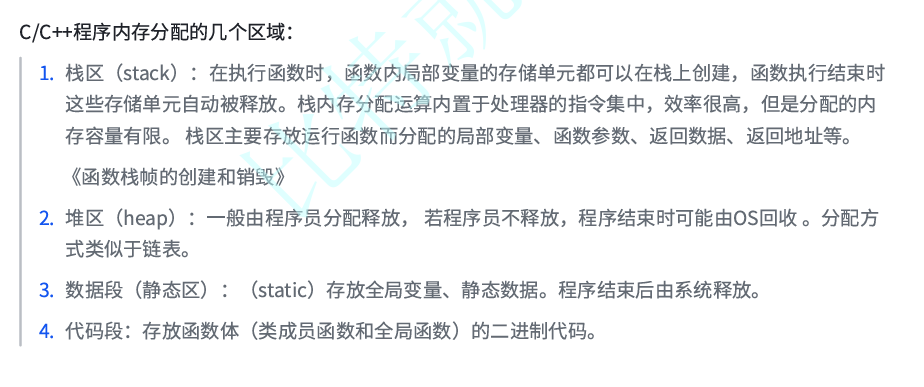 C/C++程序内存分配的几个区域：
1. 栈区（stack）：在执行函数时，函数内局部变量的存储单元都可以在栈上创建，函数执行结束时
这些存储单元自动被释放。栈内存分配运算内置于处理器的指令集中，效率很高，但是分配的内
存容量有限。 栈区主要存放运行函数而分配的局部变量、函数参数、返回数据、返回地址等。
《函数栈帧的创建和销毁》
2. 堆区（heap）：一般由程序员分配释放， 若程序员不释放，程序结束时可能由OS回收 。分配方
式类似于链表。
3. 数据段（静态区）：（static）存放全局变量、静态数据。程序结束后由系统释放。
4. 代码段：存放函数体（类成员函数和全局函数）的二进制代码。
比特就